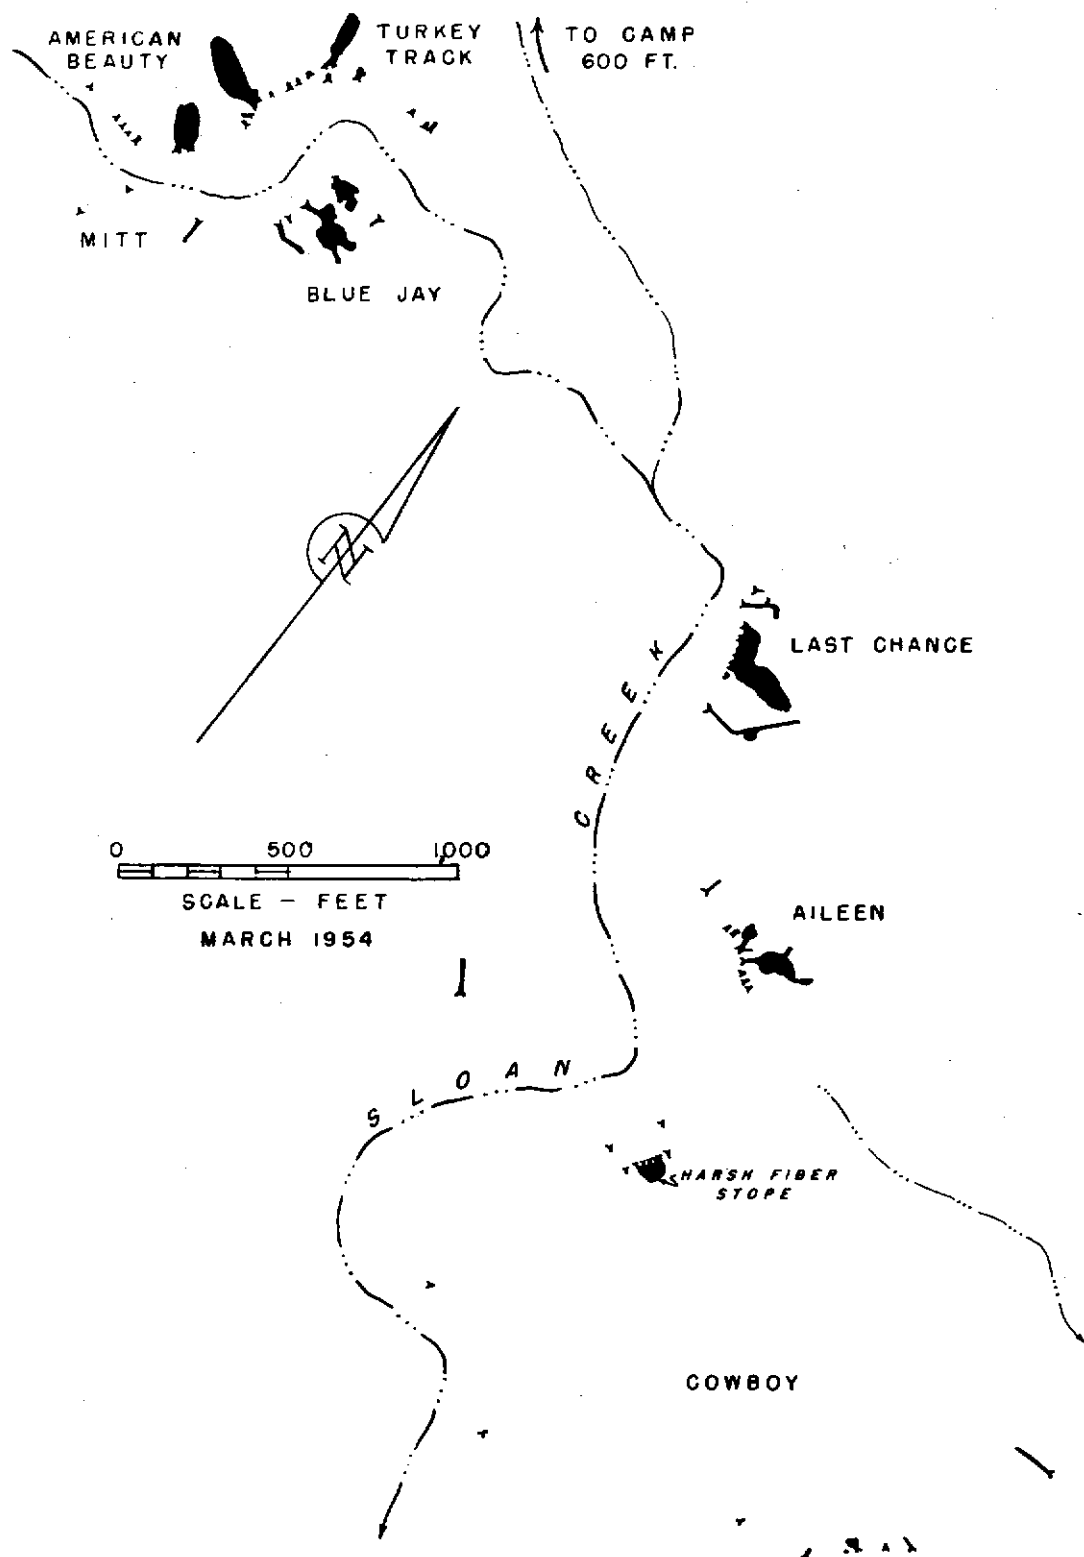 AMERICAN
BEAUTY
TURKEY
TRACK
TO CAMP
600 FT.
MITT
BLUE JAY
N
LAST CHANCE
CREEK
0 500 1000
SCALE - FEET
MARCH 1954
AILEEN
SLOAN
HARSH FIBER
STOPE
COWBOY